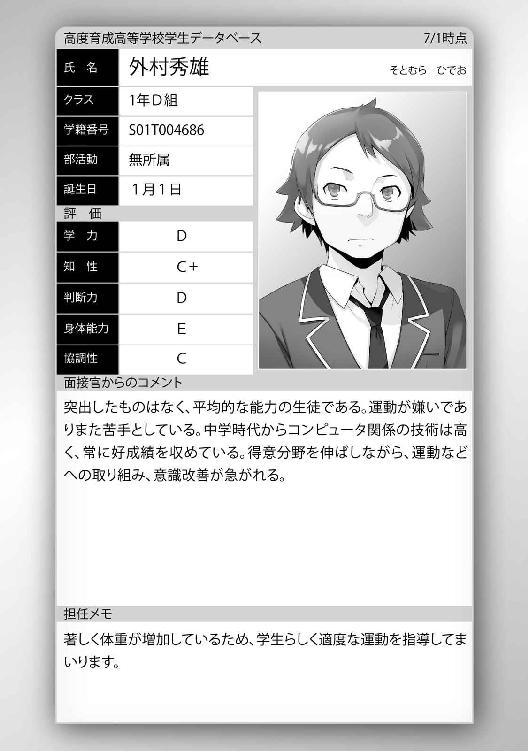 高度育成高等学校学生データベース 7/1時点
氏 名 外村秀雄 そとむら ひでお
クラス 1年D組
学籍番号 S01T004686
部活動 無所属
誕生日 1月1日
評 価
学 力 D
知 性 C+
判断力 D
身体能力 E
協調性 C
面接官からのコメント
突出したものはなく、平均的な能力の生徒である。運動が嫌いであ
りまた苦手としている。中学時代からコンピュータ関係の技術は高
く、常に好成績を収めている。得意分野を伸ばしながら、運動など
への取り組み、意識改善が急がれる。
担任メモ
著しく体重が増加しているため、学生らしく適度な運動を指導してま
いります。